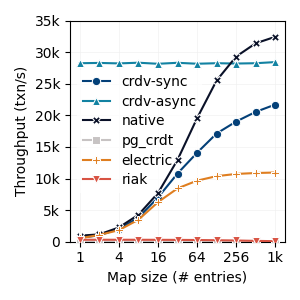 Throughput (txn/s)
35k
30k
25k
20k
15k
10k
5k
0
crdv-sync
crdv-async
native
pg_crdt
electric
riak
1
4
16
64
256
1k
Map size (# entries)